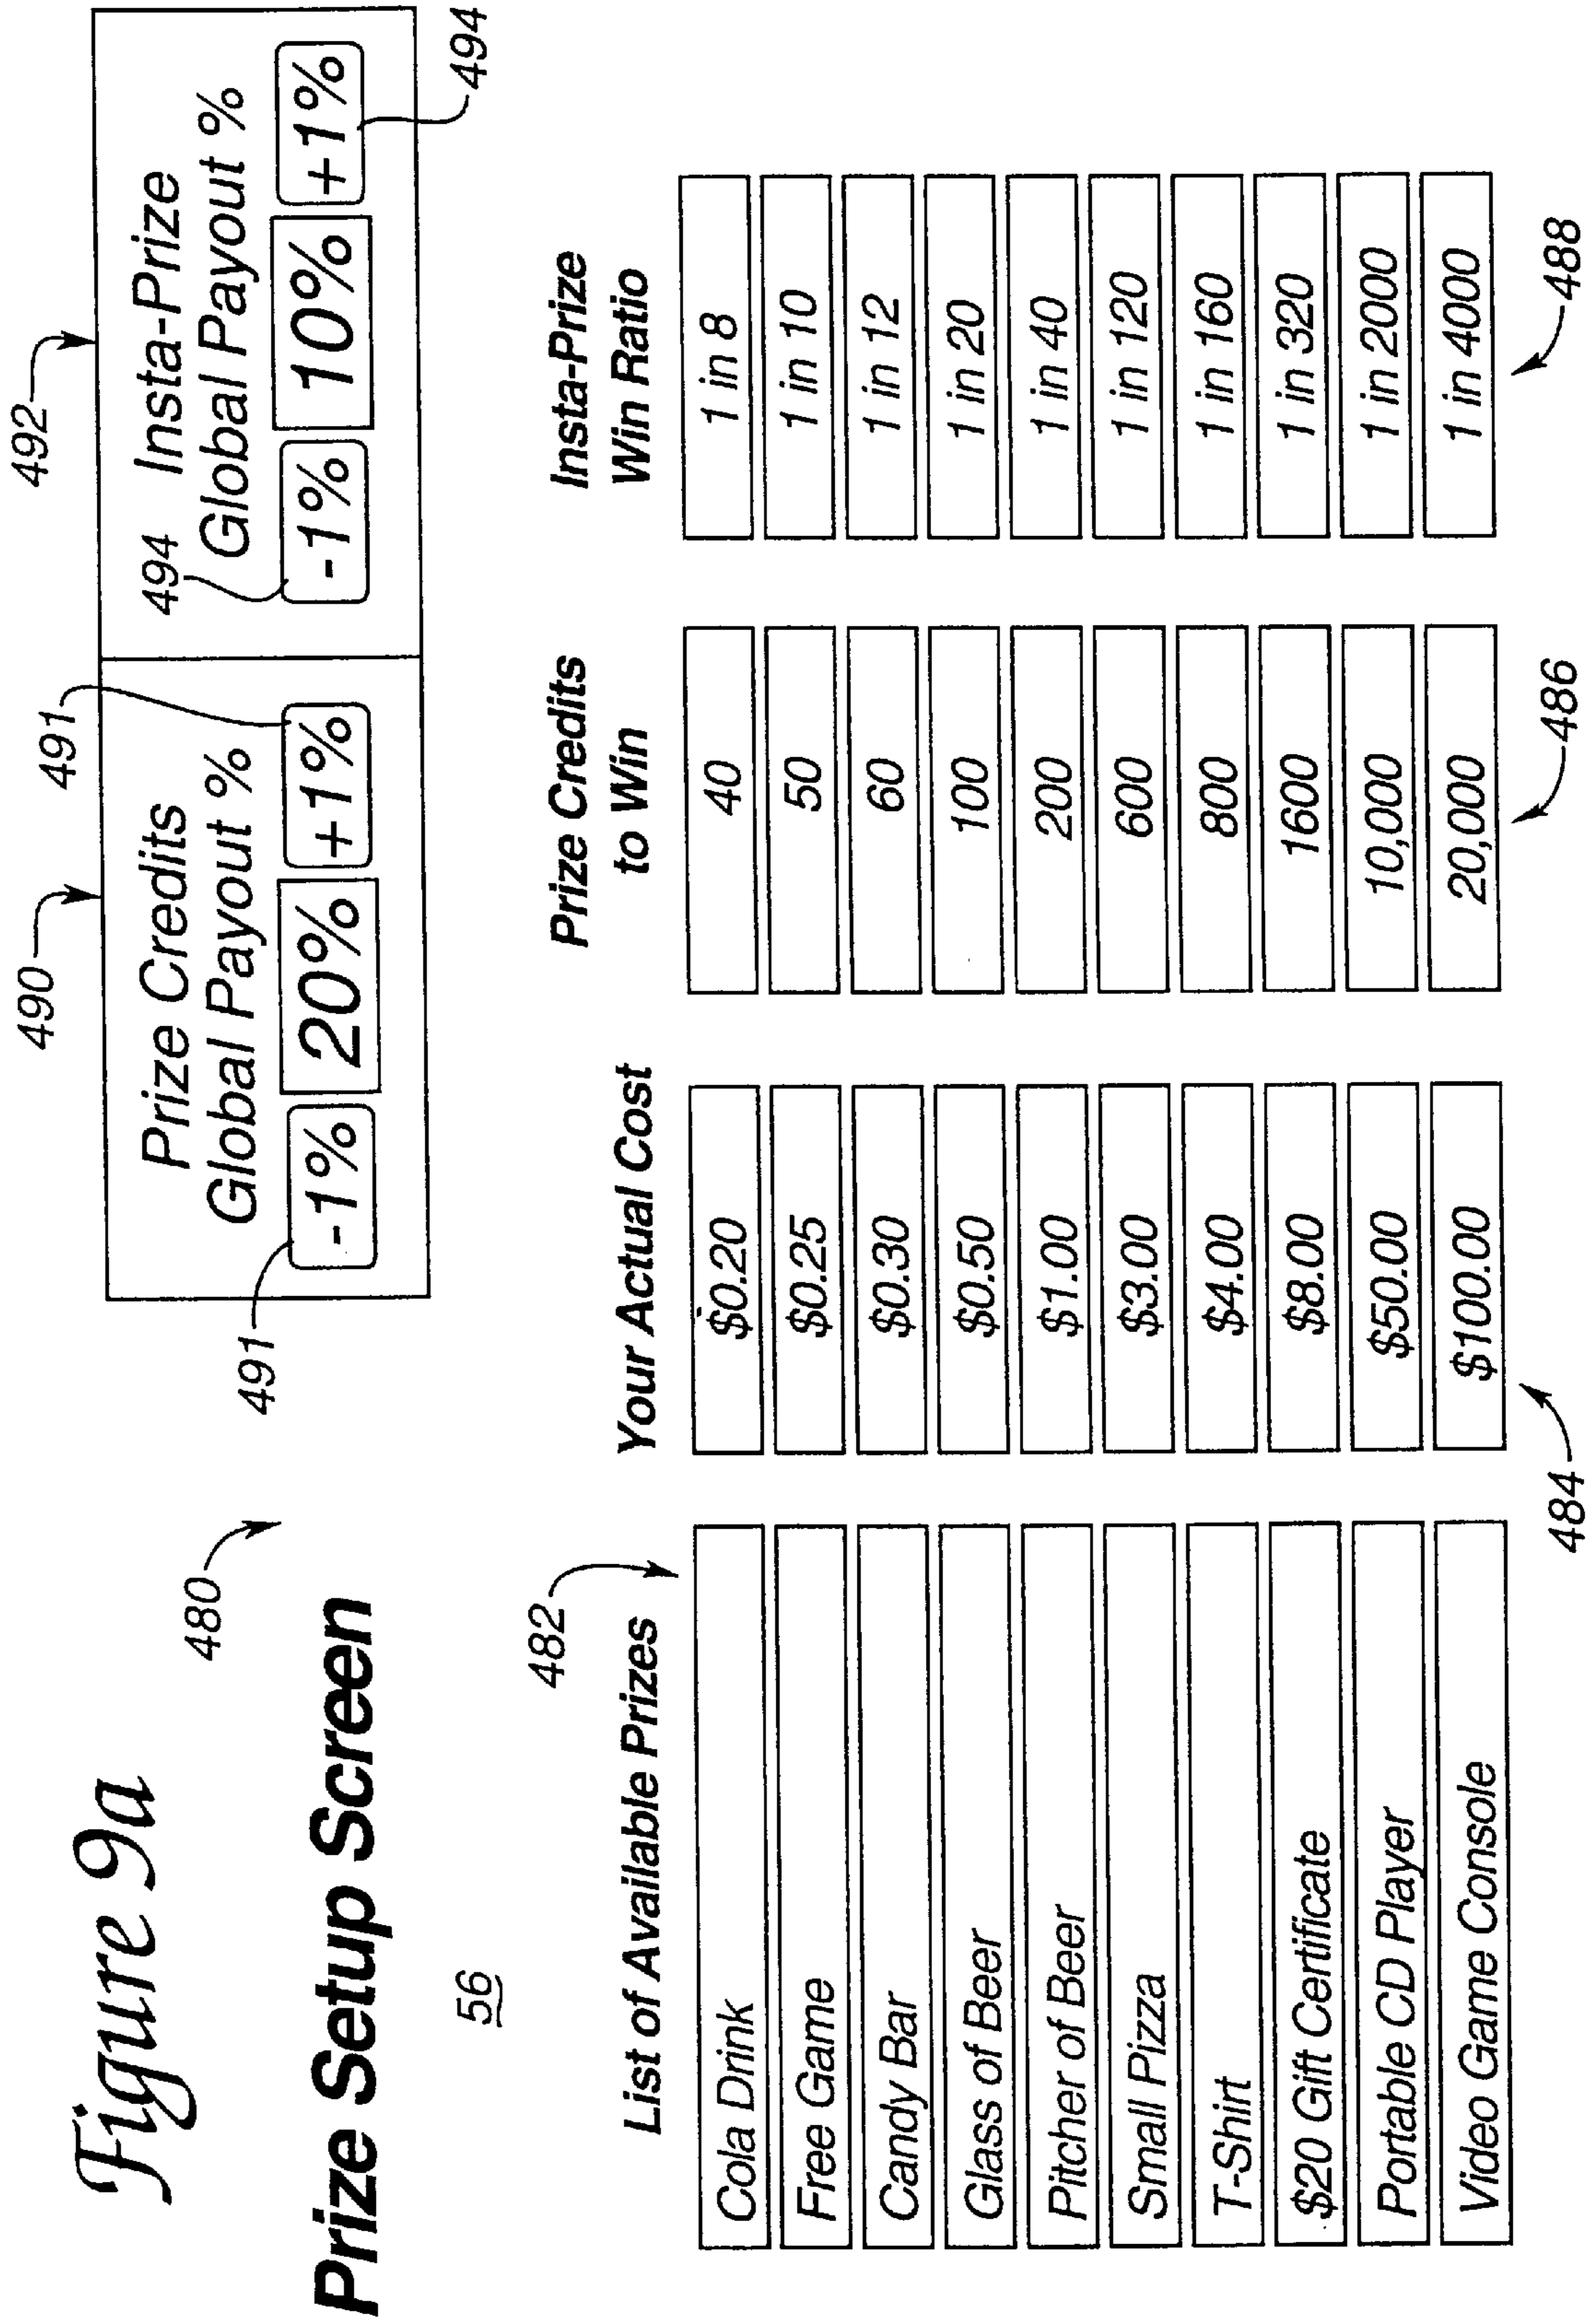 Figure 9a
480
Prize Setup Screen
56
490
492
Prize Credits
Global Payout %
-1% 20% +1%
491
491
Insta-Prize
Global Payout %
-1% 10% +1%
494
494
482
List of Available Prizes Your Actual Cost Prize Credits to Win Insta-Prize Win Ratio
Cola Drink $0.20 40 1 in 8
Free Game $0.25 50 1 in 10
Candy Bar $0.30 60 1 in 12
Glass of Beer $0.50 100 1 in 20
Pitcher of Beer $1.00 200 1 in 40
Small Pizza $3.00 600 1 in 120
T-Shirt $4.00 800 1 in 160
$20 Gift Certificate $8.00 1600 1 in 320
Portable CD Player $50.00 10,000 1 in 2000
Video Game Console $100.00 20,000 1 in 4000
484 486 488